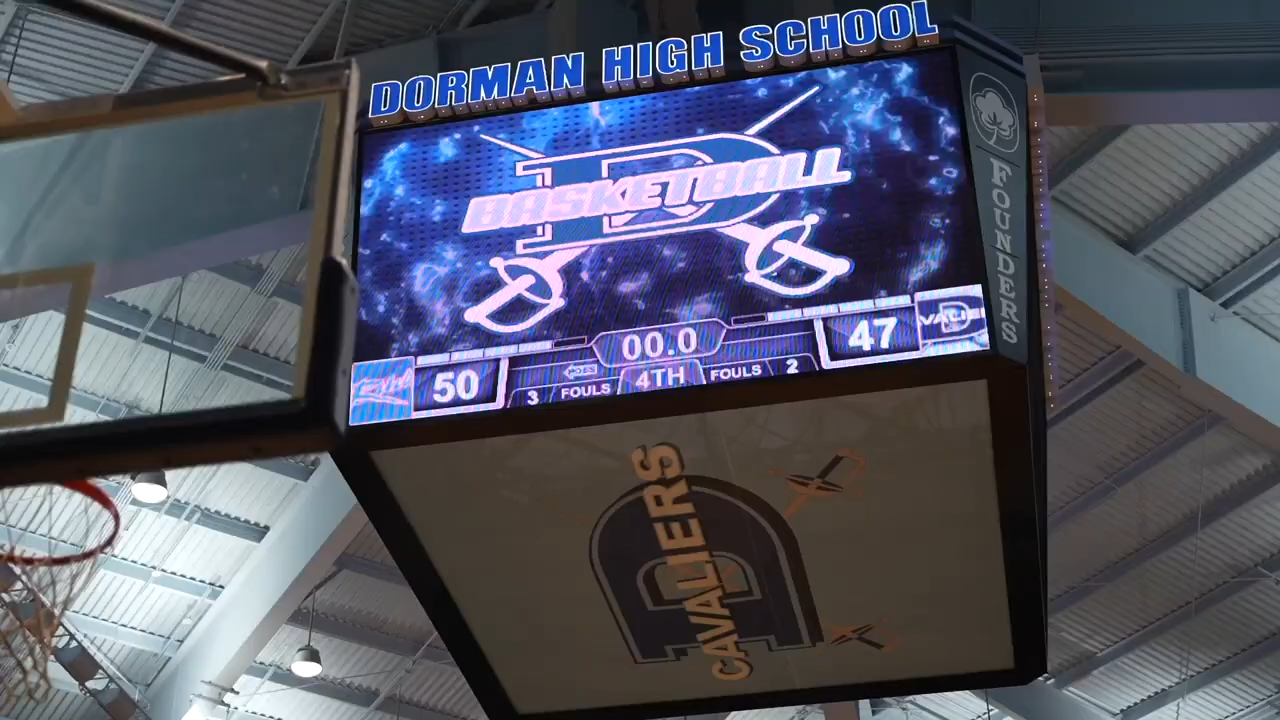 DORMAN HIGH SCHOOL
BASKETBALL
FOUNDERS
00.0
47
50
3 FOULS
4TH
FOULS 2
CAVALIERS